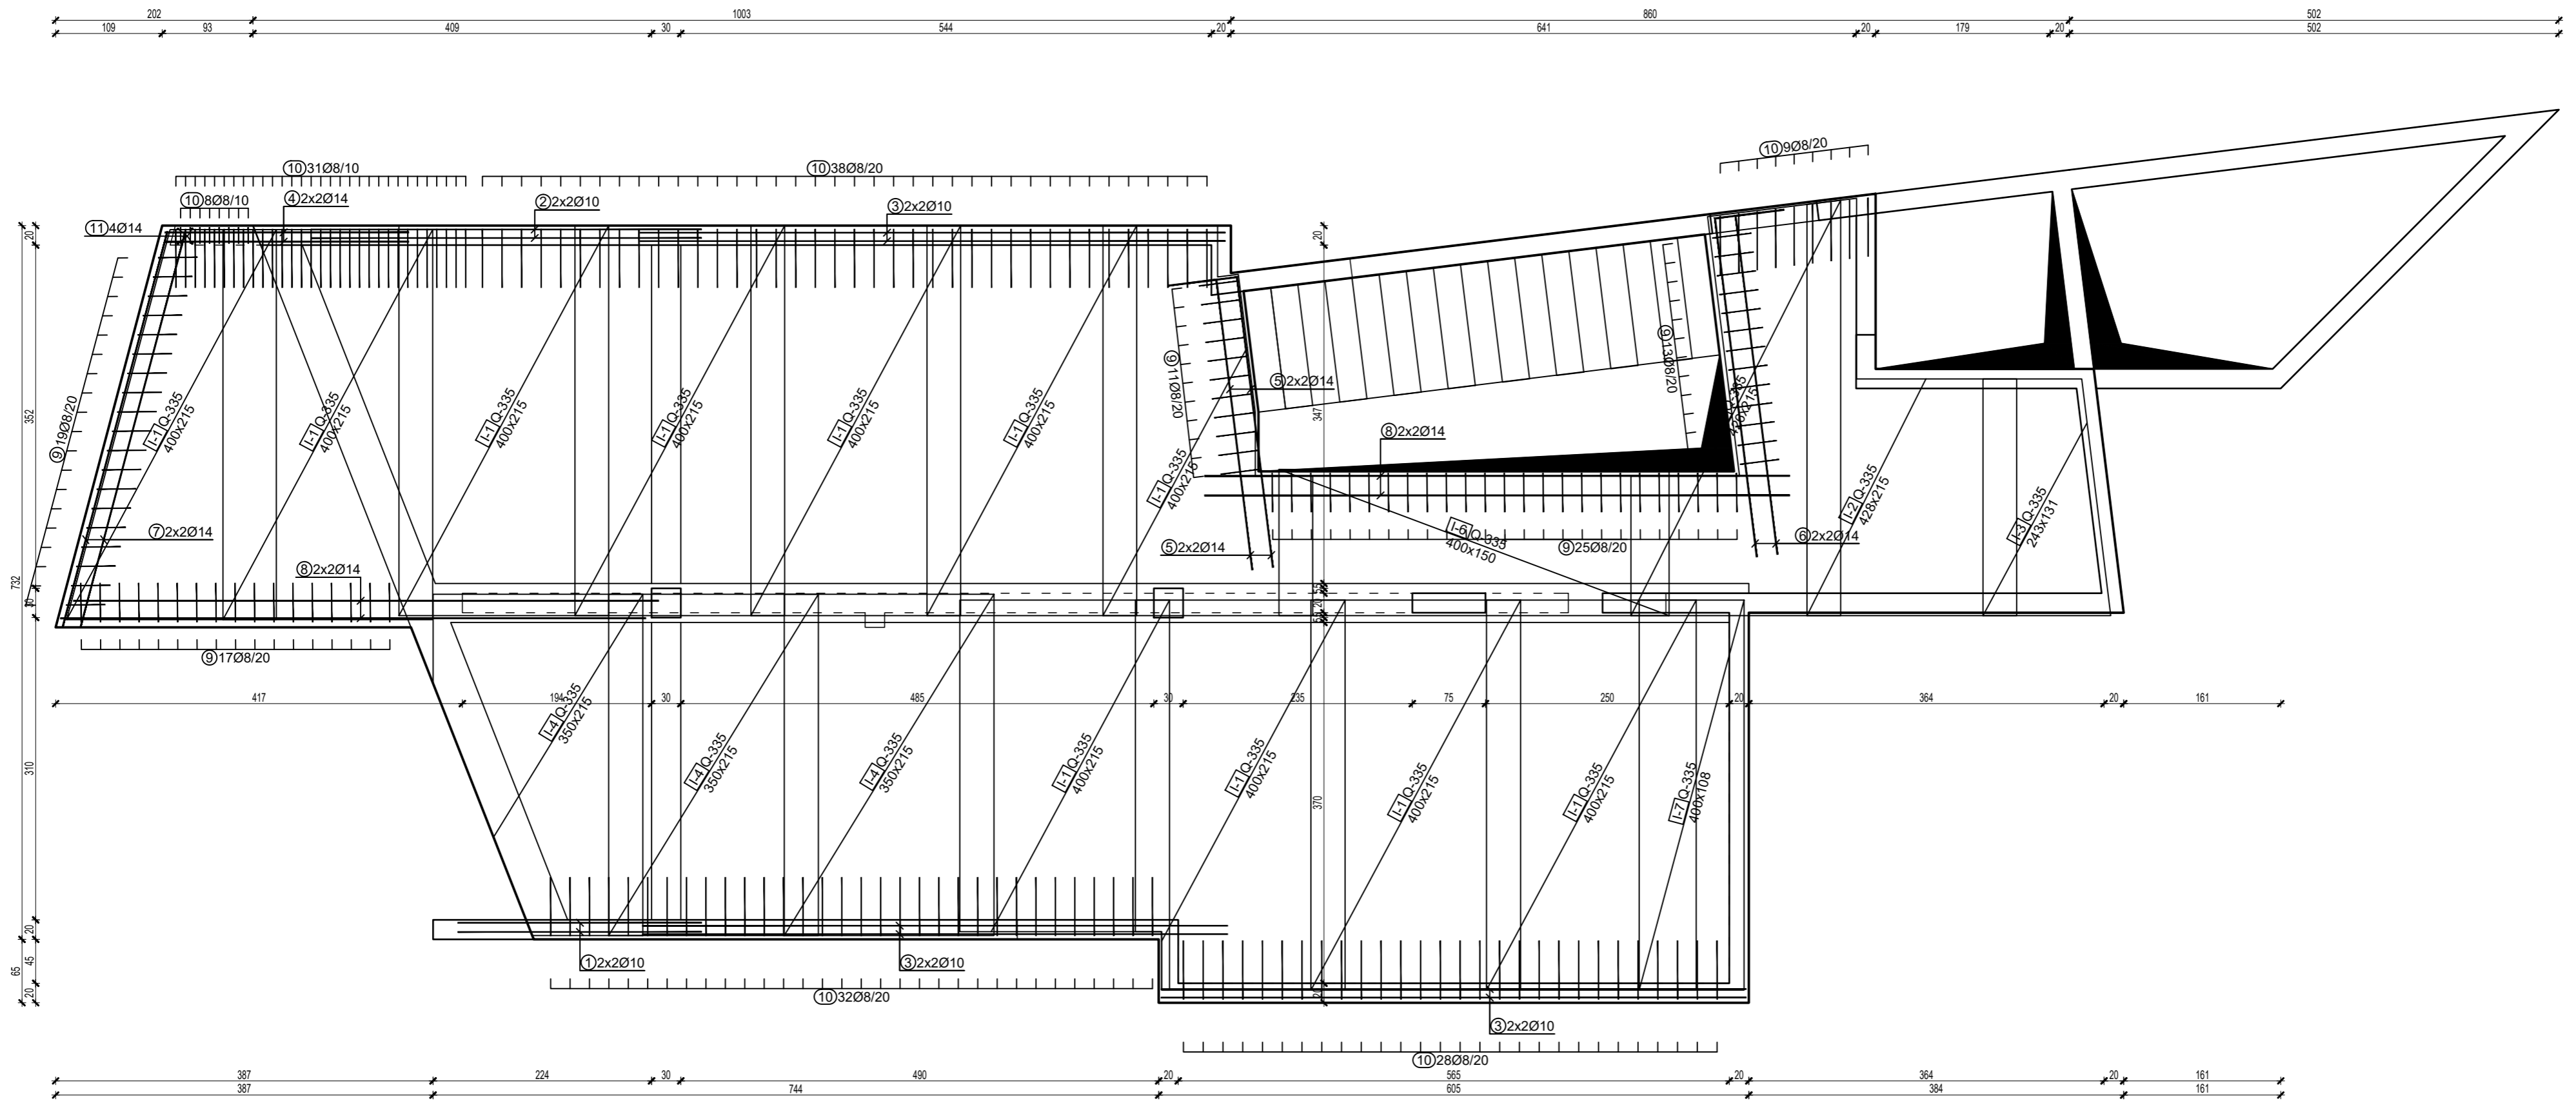 202
1003
860
502
109
93
409
30
544
20
641
20
179
20
502
⑩31Ø8/10
⑩38Ø8/20
⑩9Ø8/20
⑩8Ø8/10
④2x2Ø14
②2x2Ø10
③2x2Ø10
⑪4Ø14
20
20
⑨19Ø8/20
I-1 Q-335
400x215
I-1 Q-335
400x215
I-1 Q-335
400x215
I-1 Q-335
400x215
I-1 Q-335
400x215
I-1 Q-335
400x215
I-1 Q-335
400x215
⑨11Ø8/20
⑤2x2Ø14
⑨13Ø8/20
352
347
⑧2x2Ø14
I-2 Q-335
428x215
I-3 Q-335
243x131
⑦2x2Ø14
⑤2x2Ø14
I-6 Q-335
400x150
⑨25Ø8/20
⑥2x2Ø14
⑧2x2Ø14
732
30
20
⑨17Ø8/20
417
194
30
485
30
235
75
250
20
364
20
161
I-4 Q-335
350x215
I-4 Q-335
350x215
I-4 Q-335
350x215
I-1 Q-335
400x215
I-1 Q-335
400x215
I-1 Q-335
400x215
I-1 Q-335
400x215
I-7 Q-335
400x108
310
370
20
45
65
20
20
①2x2Ø10
③2x2Ø10
⑩32Ø8/20
③2x2Ø10
⑩28Ø8/20
387
224
30
490
20
565
20
364
20
161
387
744
605
384
161